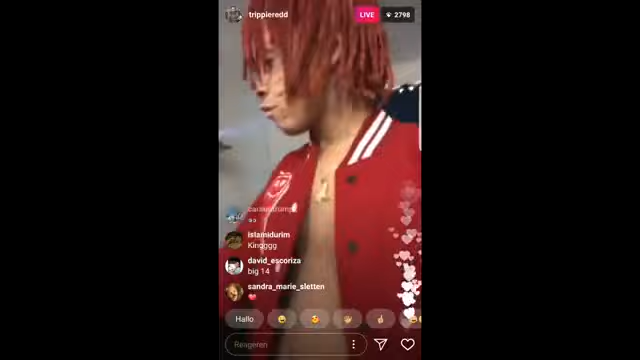 trippieredd
LIVE
2798
islamidurim
Kingggg
david_escoriza
big 14
sandra_marie_sletten
Hallo
Reageren